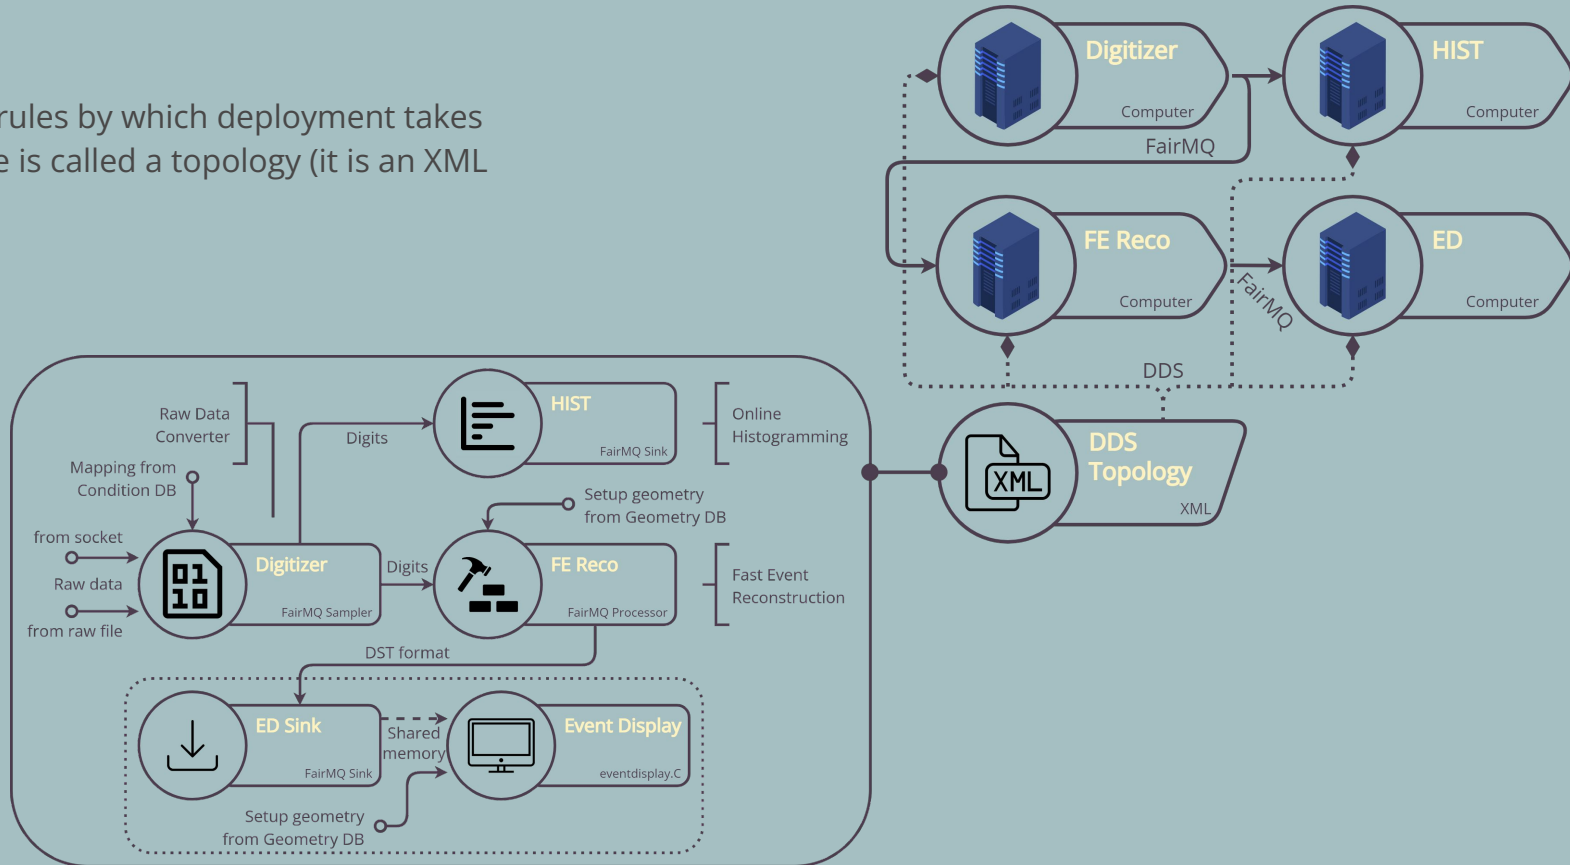 rules by which deployment takes
e is called a topology (it is an XML
Digitizer
Computer
HIST
Computer
FairMQ
FE Reco
Computer
FairMQ
ED
Computer
DDS
DDS
Topology
XML
XML
Raw Data
Converter
Digits
HIST
FairMQ Sink
Online
Histogramming
Mapping from
Condition DB
Setup geometry
from Geometry DB
from socket
Raw data
from raw file
Digitizer
FairMQ Sampler
Digits
FE Reco
FairMQ Processor
Fast Event
Reconstruction
01
10
DST format
ED Sink
FairMQ Sink
Shared
memory
Event Display
eventdisplay.C
Setup geometry
from Geometry DB